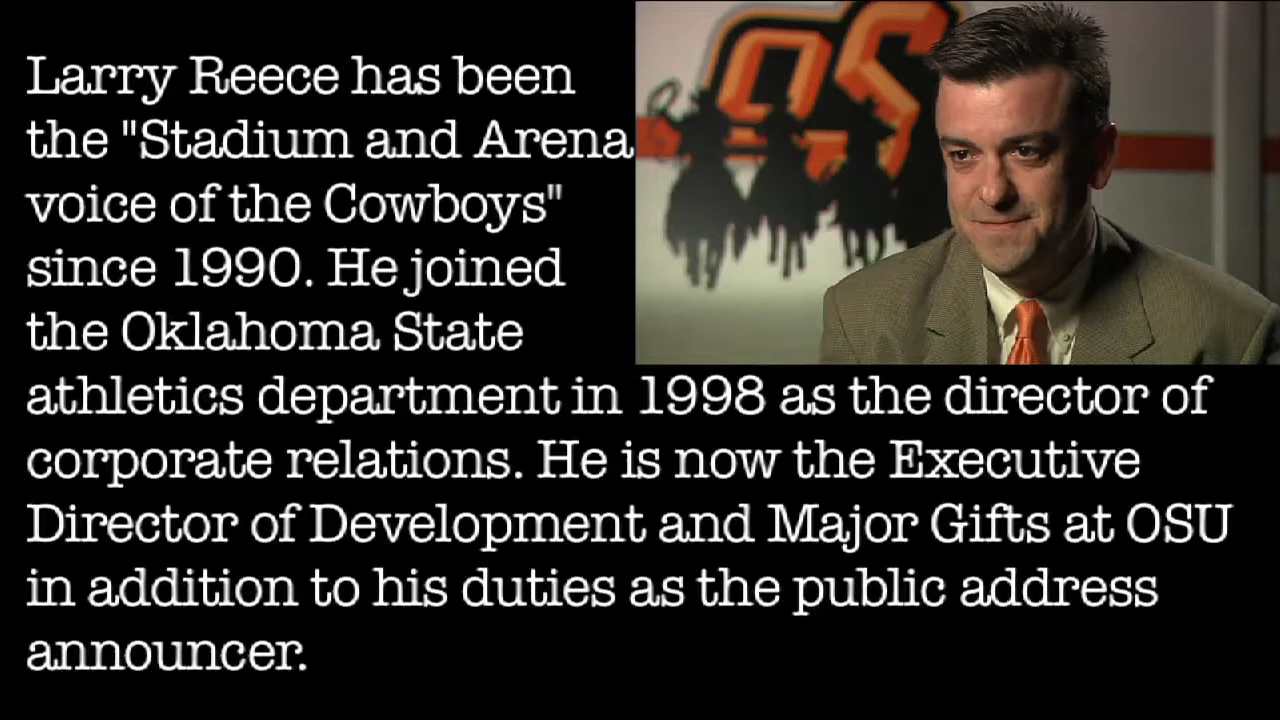 Larry Reece has been
the "Stadium and Arena
voice of the Cowboys"
since 1990. He joined
the Oklahoma State
athletics department in 1998 as the director of
corporate relations. He is now the Executive
Director of Development and Major Gifts at OSU
in addition to his duties as the public address
announcer.
OS